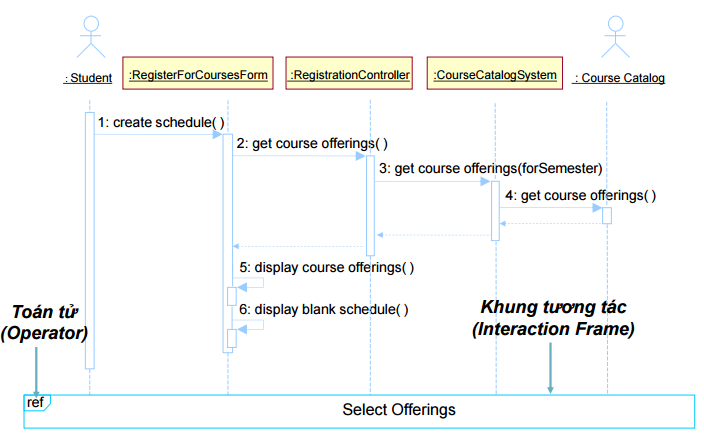 : Student
:RegisterForCoursesForm
:RegistrationController
:CourseCatalogSystem
: Course Catalog
1: create schedule( )
2: get course offerings( )
3: get course offerings(forSemester)
4: get course offerings( )
5: display course offerings( )
6: display blank schedule( )
Toán tử
(Operator)
Khung tương tác
(Interaction Frame)
ref
Select Offerings